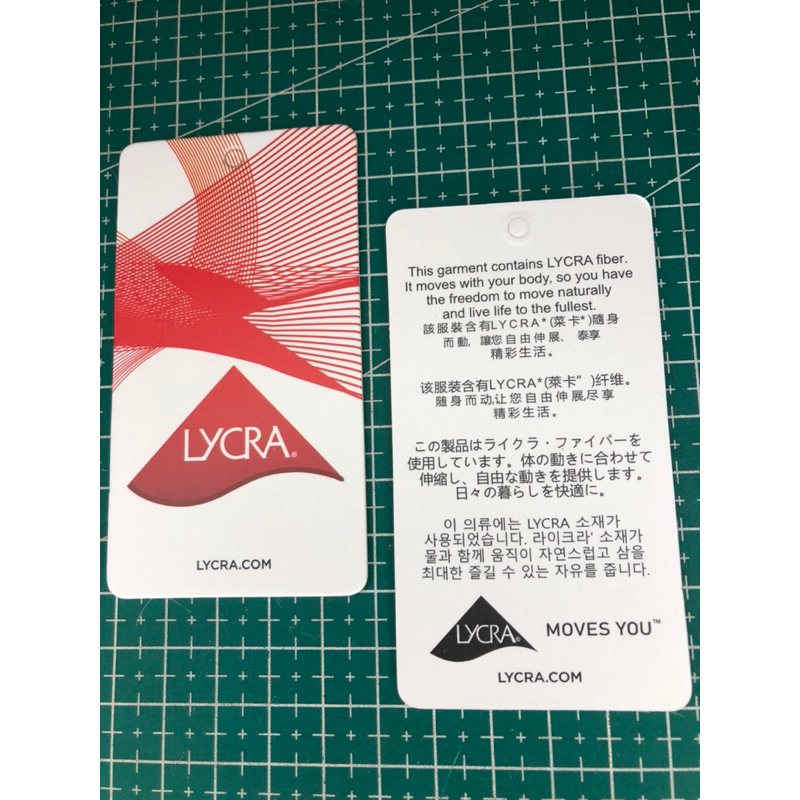 LYCRA®
LYCRA.COM
This garment contains LYCRA fiber.
It moves with your body, so you have
the freedom to move naturally
and live life to the fullest.
該服裝含有LYCRA*(萊卡*)隨身
而動, 讓您自由伸展、 泰享
精彩生活。
该服装含有LYCRA*(萊卡”)纤维。
随身而动,让您自由伸展,尽享
精彩生活。
この製品はライクラ・ファイバーを
使用しています。体の動きに合わせて
伸縮し、自由な動きを提供します。
日々の暮らしを快適に。
이 의류에는 LYCRA 소재가
사용되었습니다. 라이크라' 소재가
물과 함께 움직이 자연스럽고 삼을
최대한 즐길 수 있는 자유를 줍니다.
LYCRA® MOVES YOU™
LYCRA.COM